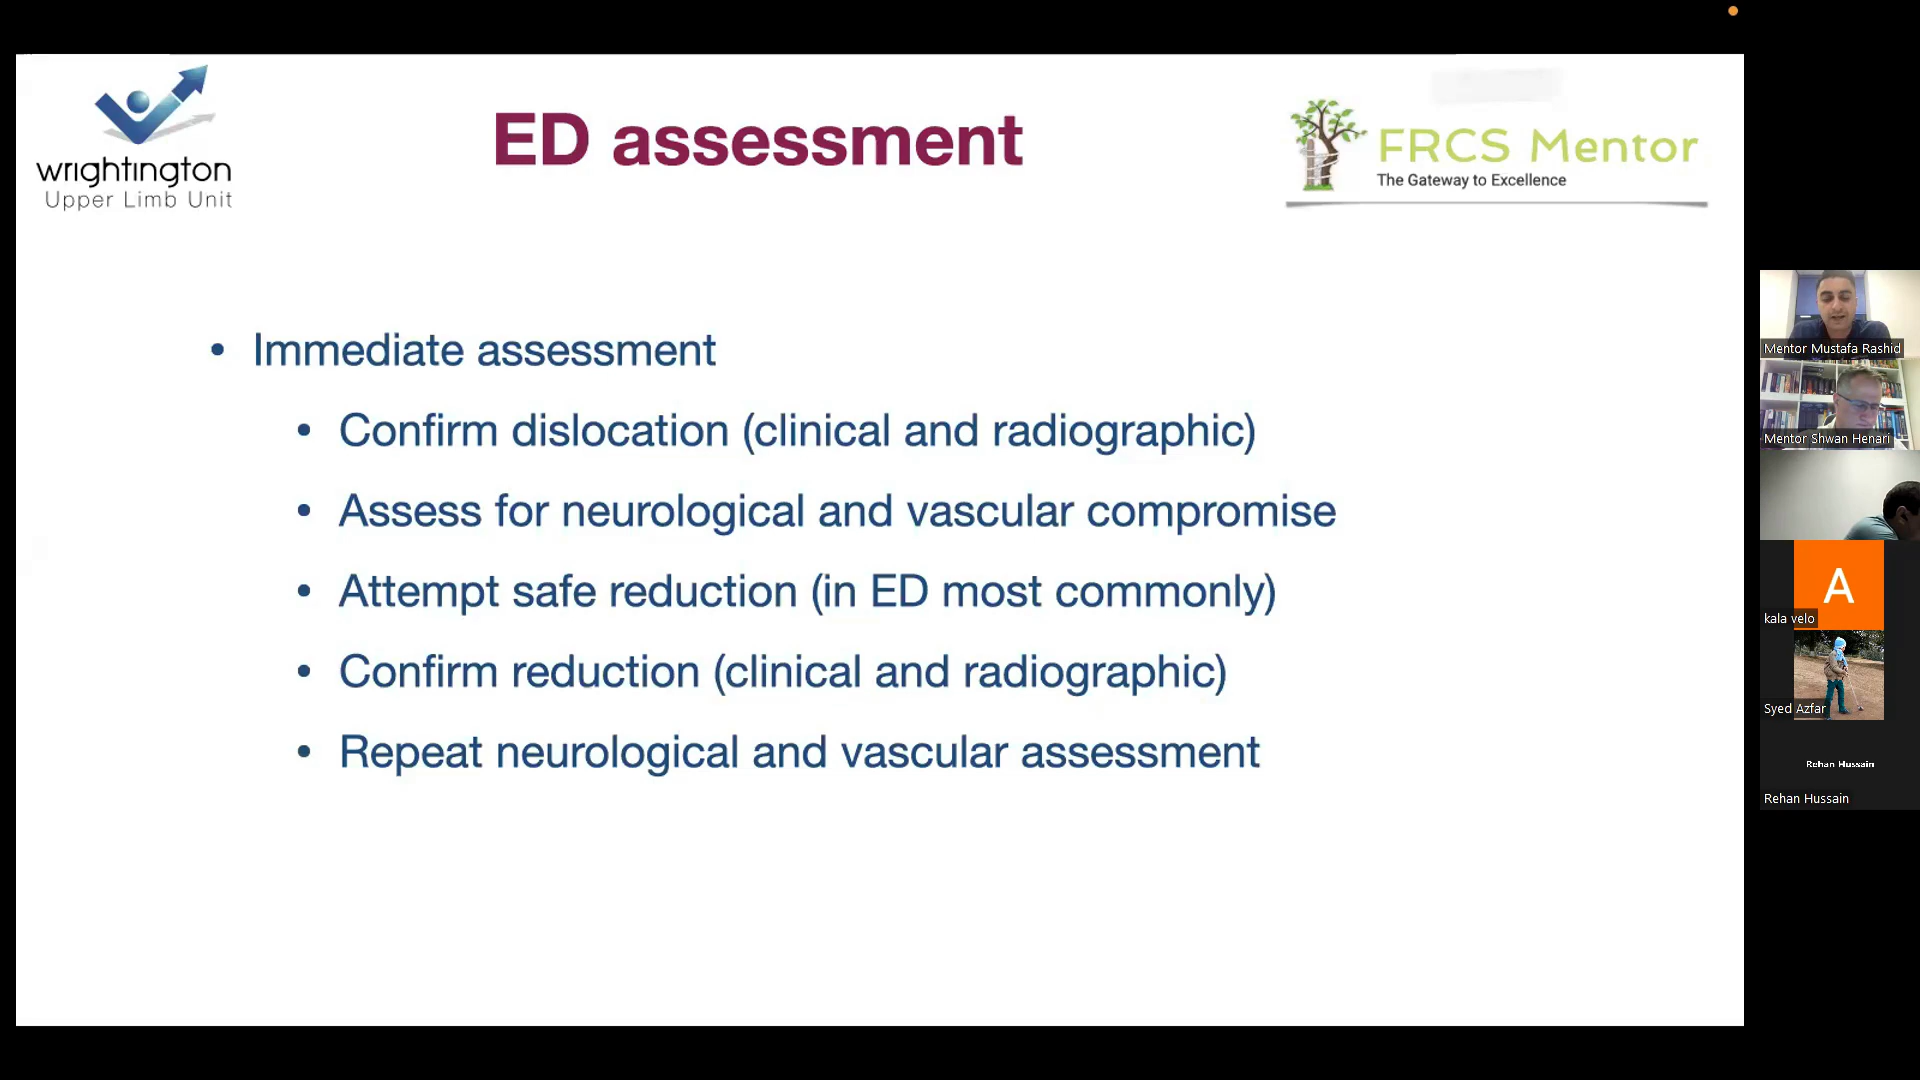 wrightington
Upper Limb Unit
ED assessment
FRCS Mentor
The Gateway to Excellence
• Immediate assessment
• Confirm dislocation (clinical and radiographic)
• Assess for neurological and vascular compromise
• Attempt safe reduction (in ED most commonly)
• Confirm reduction (clinical and radiographic)
• Repeat neurological and vascular assessment
Mentor Mustafa Rashid
Mentor Shwan Henari
A
kala velo
Syed Azfar
Rehan Hussain
Rehan Hussain